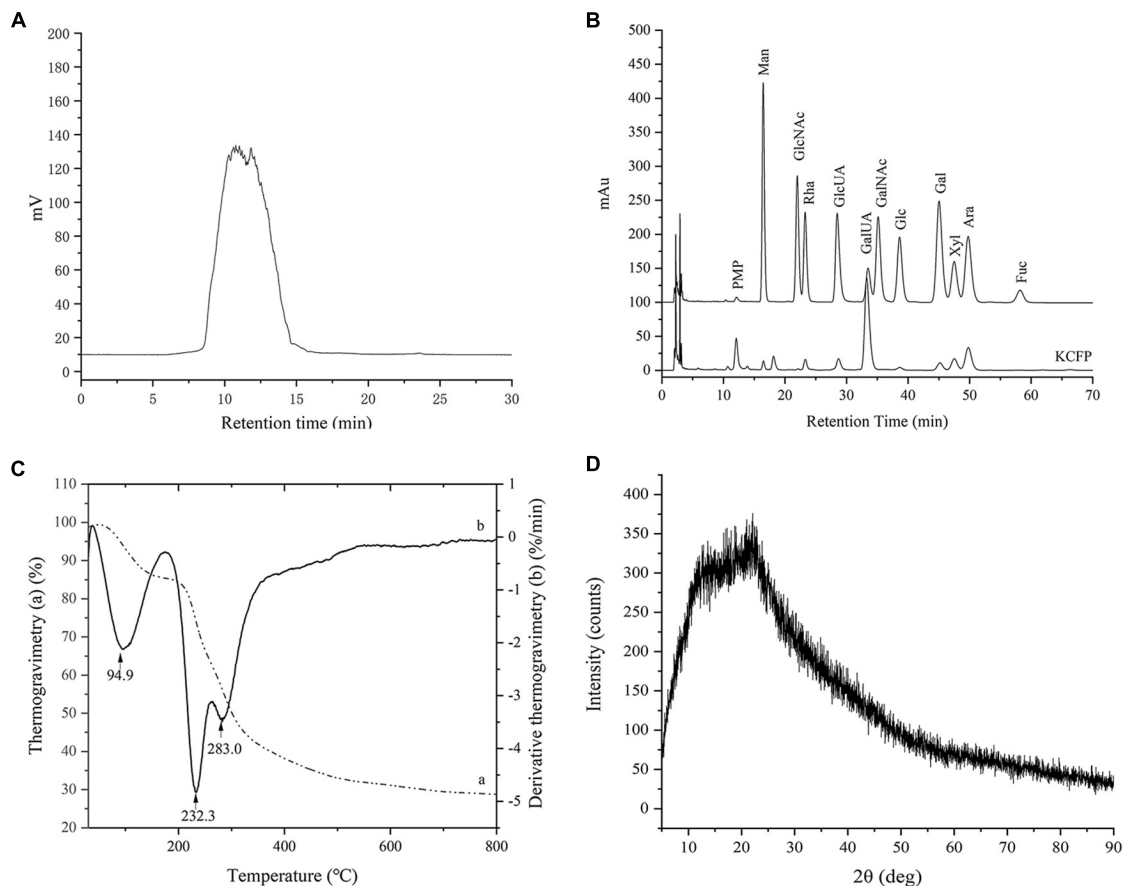 A
200
180
160
140
120
100
80
60
40
20
0
mV
0 5 10 15 20 25 30
Retention time (min)
B
500
450
400
350
300
250
200
150
100
50
0
mAu
PMP
Man
GlcNAc
Rha
GlcUA
GalUA
GalNAc
Glc
Gal
Xyl
Ara
Fuc
KCFP
0 10 20 30 40 50 60 70
Retention Time (min)
C
110
100
90
80
70
60
50
40
30
20
Thermogravimetry (a) (%)
94.9
232.3
283.0
b
a
1
0
-1
-2
-3
-4
-5
Derivative thermogravimetry (b) (%/min)
200 400 600 800
Temperature (℃)
D
400
350
300
250
200
150
100
50
0
Intensity (counts)
10 20 30 40 50 60 70 80 90
2θ (deg)